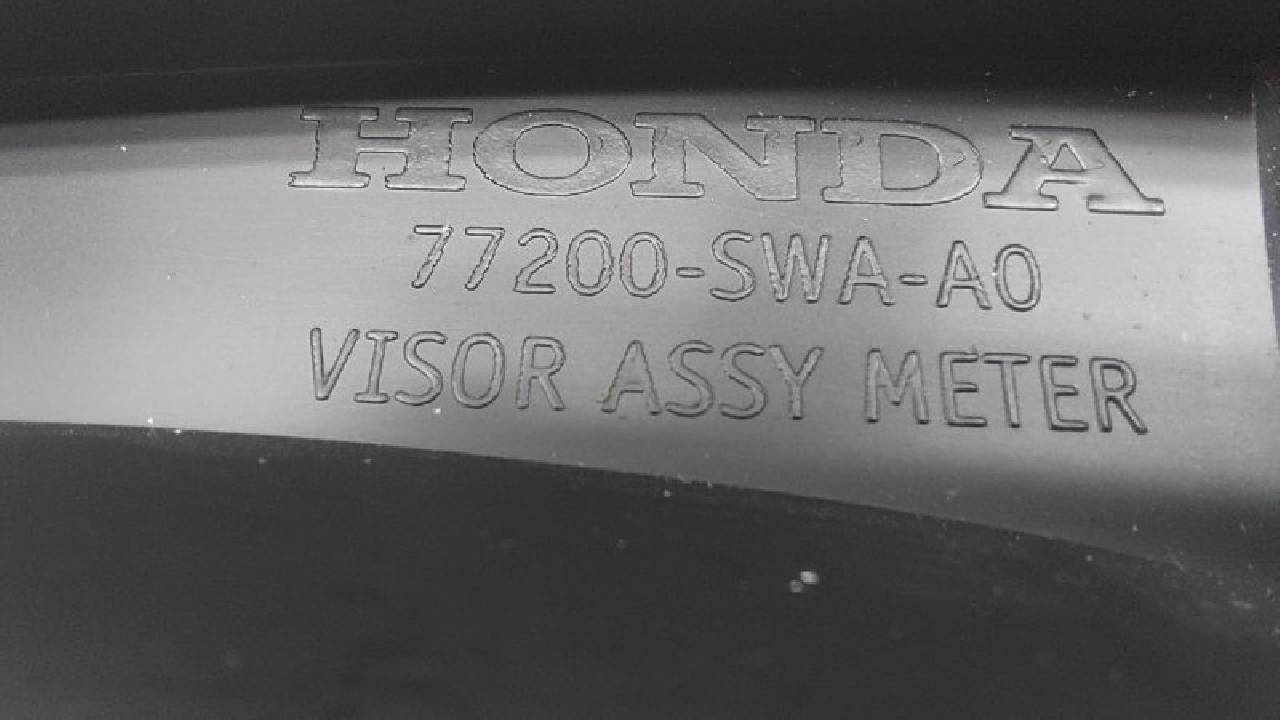 HONDA
77200-SWA-A0
VISOR ASSY METER